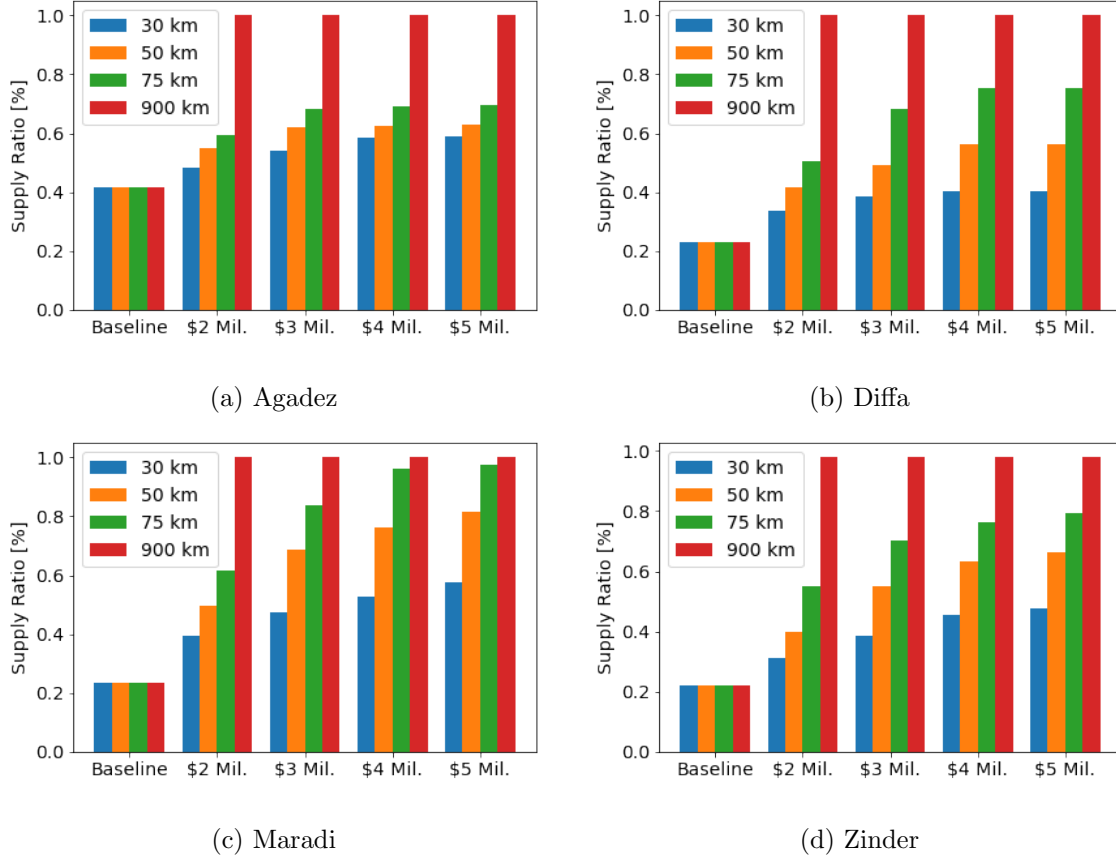 1.0
0.8
0.6
0.4
0.2
0.0
Supply Ratio [%]
30 km
50 km
75 km
900 km
Baseline $2 Mil. $3 Mil. $4 Mil. $5 Mil.
(a) Agadez
1.0
0.8
0.6
0.4
0.2
0.0
Supply Ratio [%]
30 km
50 km
75 km
900 km
Baseline $2 Mil. $3 Mil. $4 Mil. $5 Mil.
(b) Diffa
1.0
0.8
0.6
0.4
0.2
0.0
Supply Ratio [%]
30 km
50 km
75 km
900 km
Baseline $2 Mil. $3 Mil. $4 Mil. $5 Mil.
(c) Maradi
1.0
0.8
0.6
0.4
0.2
0.0
Supply Ratio [%]
30 km
50 km
75 km
900 km
Baseline $2 Mil. $3 Mil. $4 Mil. $5 Mil.
(d) Zinder